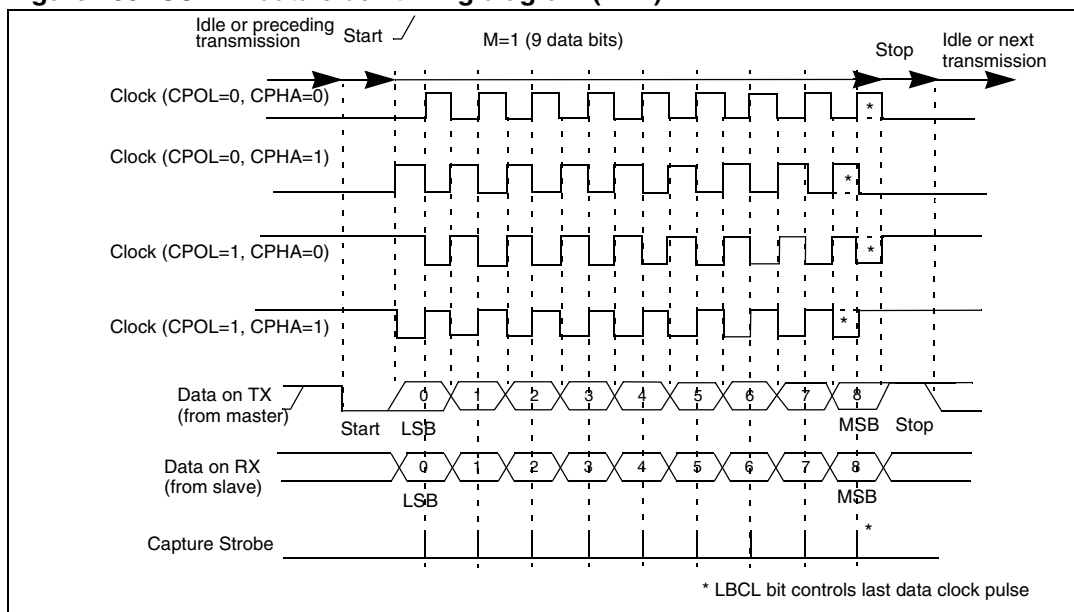 Idle or preceding
transmission
Start
M=1 (9 data bits)
Stop
Idle or next
transmission
Clock (CPOL=0, CPHA=0)
*
Clock (CPOL=0, CPHA=1)
*
Clock (CPOL=1, CPHA=0)
*
Clock (CPOL=1, CPHA=1)
*
Data on TX
(from master)
0 1 2 3 4 5 6 7 8
Start LSB MSB Stop
Data on RX
(from slave)
0 1 2 3 4 5 6 7 8
LSB MSB
Capture Strobe
*
* LBCL bit controls last data clock pulse